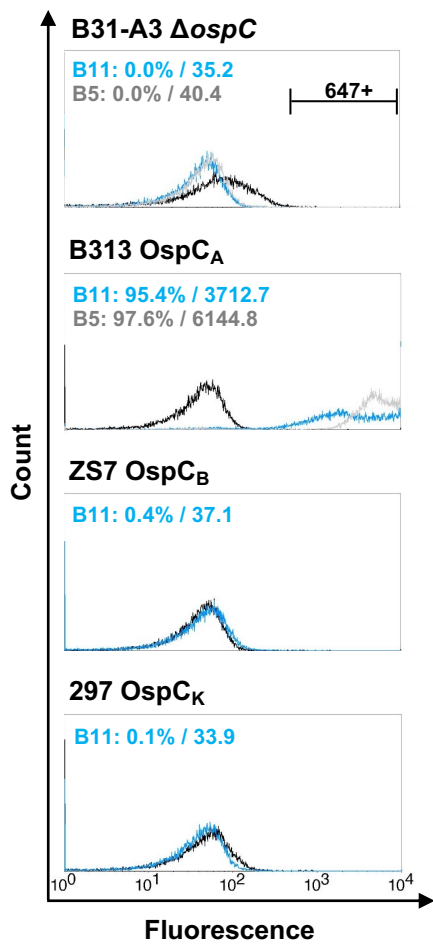 B31-A3 ΔospC
B11: 0.0% / 35.2
B5: 0.0% / 40.4
647+
B313 OspCA
B11: 95.4% / 3712.7
B5: 97.6% / 6144.8
Count
ZS7 OspCB
B11: 0.4% / 37.1
297 OspCK
B11: 0.1% / 33.9
10⁰ 10¹ 10² 10³ 10⁴
Fluorescence